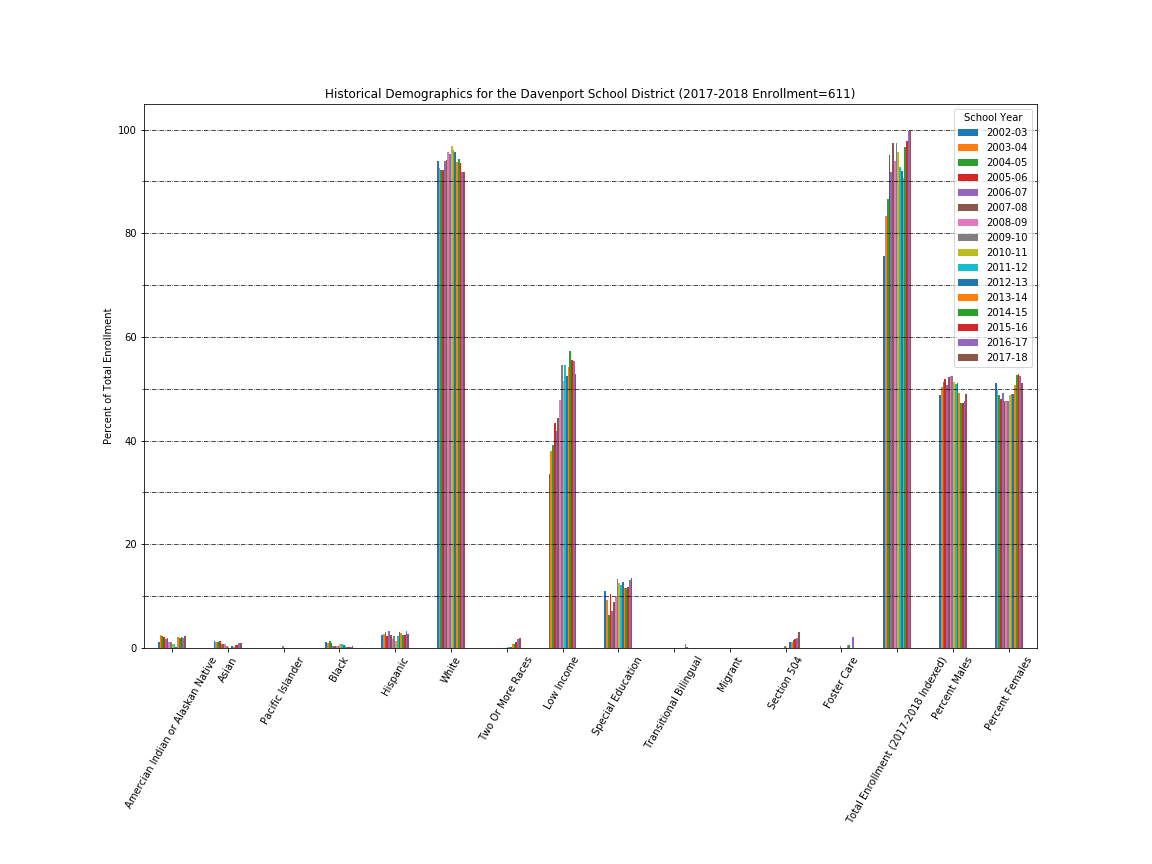 Historical Demographics for the Davenport School District (2017-2018 Enrollment=611)
Percent of Total Enrollment
100
80
60
40
20
0
School Year
2002-03
2003-04
2004-05
2005-06
2006-07
2007-08
2008-09
2009-10
2010-11
2011-12
2012-13
2013-14
2014-15
2015-16
2016-17
2017-18
Amercian Indian or Alaskan Native
Asian
Pacific Islander
Black
Hispanic
White
Two Or More Races
Low Income
Special Education
Transitional Bilingual
Migrant
Section 504
Foster Care
Total Enrollment (2017-2018 Indexed)
Percent Males
Percent Females